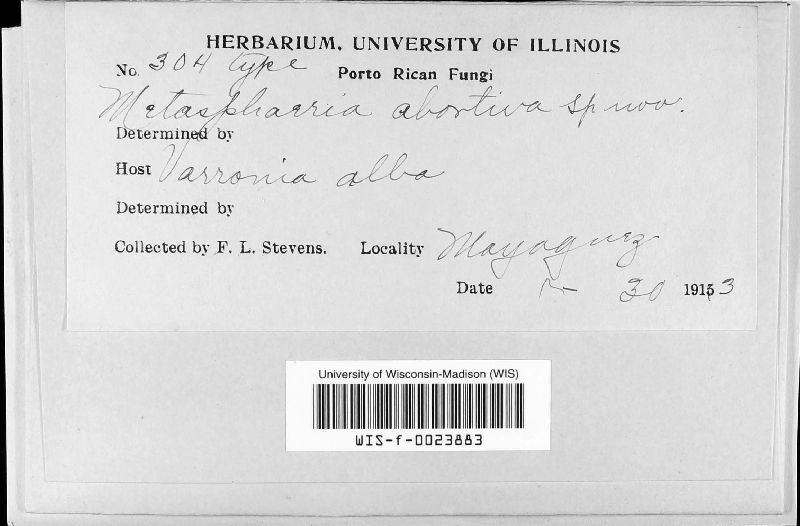 HERBARIUM, UNIVERSITY OF ILLINOIS
No. 304 type Porto Rican Fungi
Metasphaeria abortiva sp nov.
Determined by
Host Varronia alba
Determined by
Collected by F. L. Stevens. Locality Mayaguez
Date 30 1913
University of Wisconsin-Madison (WIS)
WIS-f-0023883